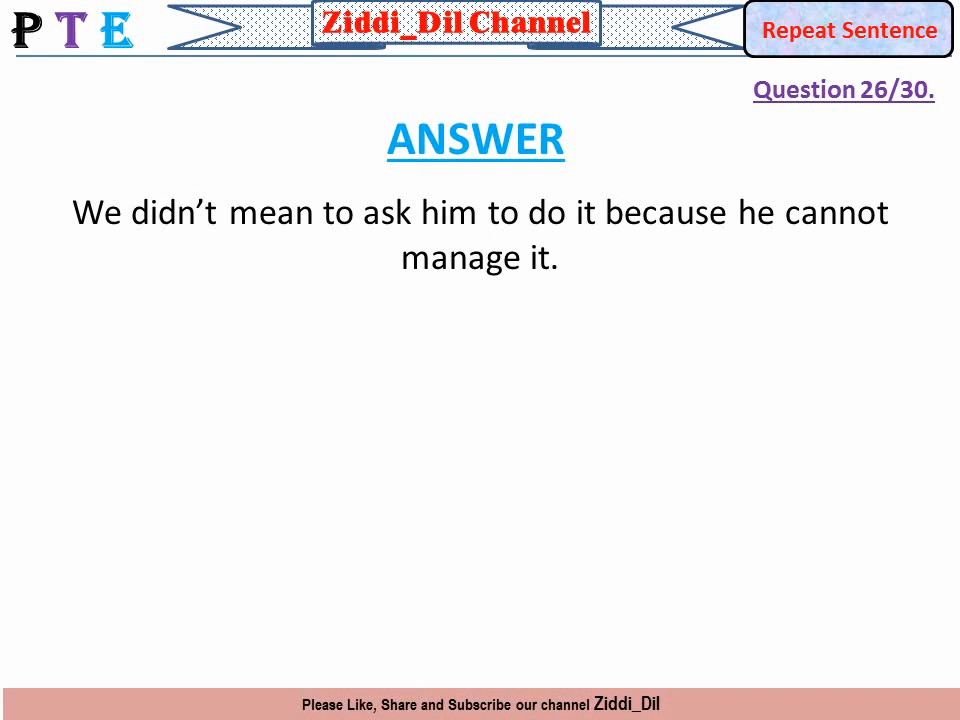 PTE
Ziddi_Dil Channel
Repeat Sentence
Question 26/30.
ANSWER
We didn’t mean to ask him to do it because he cannot
manage it.
Please Like, Share and Subscribe our channel Ziddi_Dil